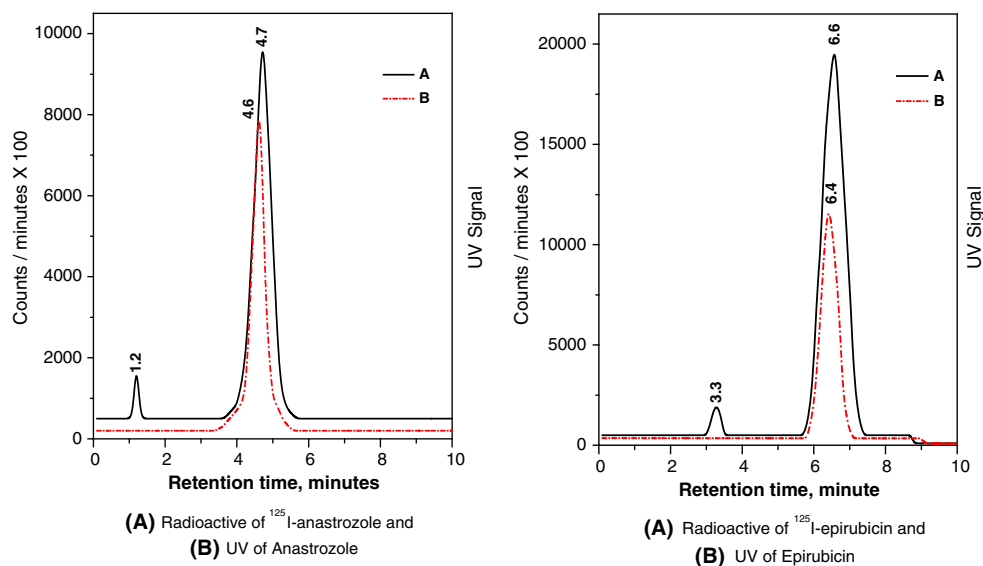 10000
8000
6000
4000
2000
0
Counts / minutes X 100
1.2
4.6
4.7
A
B
UV Signal
0 2 4 6 8 10
Retention time, minutes
(A) Radioactive of ¹²⁵I-anastrozole and
(B) UV of Anastrozole
20000
15000
10000
5000
0
Counts / minutes X 100
3.3
6.4
6.6
A
B
UV Signal
0 2 4 6 8 10
Retention time, minute
(A) Radioactive of ¹²⁵I-epirubicin and
(B) UV of Epirubicin